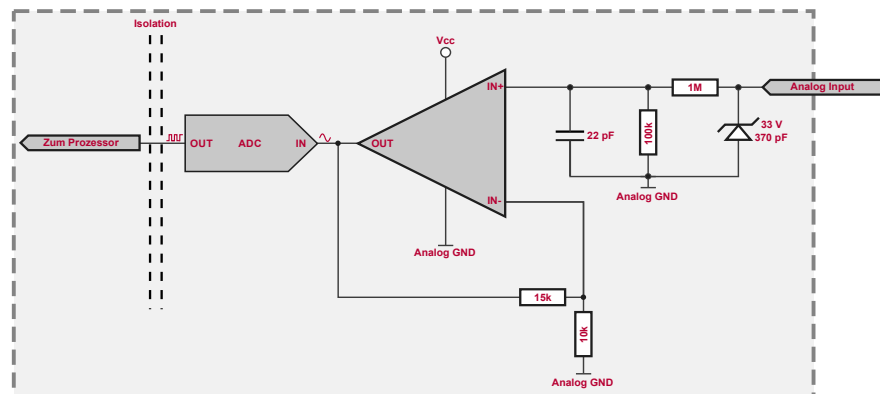 Isolation
Vcc
IN+
1M
Analog Input
22 pF
100k
33 V
370 pF
Zum Prozessor
OUT
ADC
IN
OUT
IN-
Analog GND
Analog GND
15k
10k
Analog GND